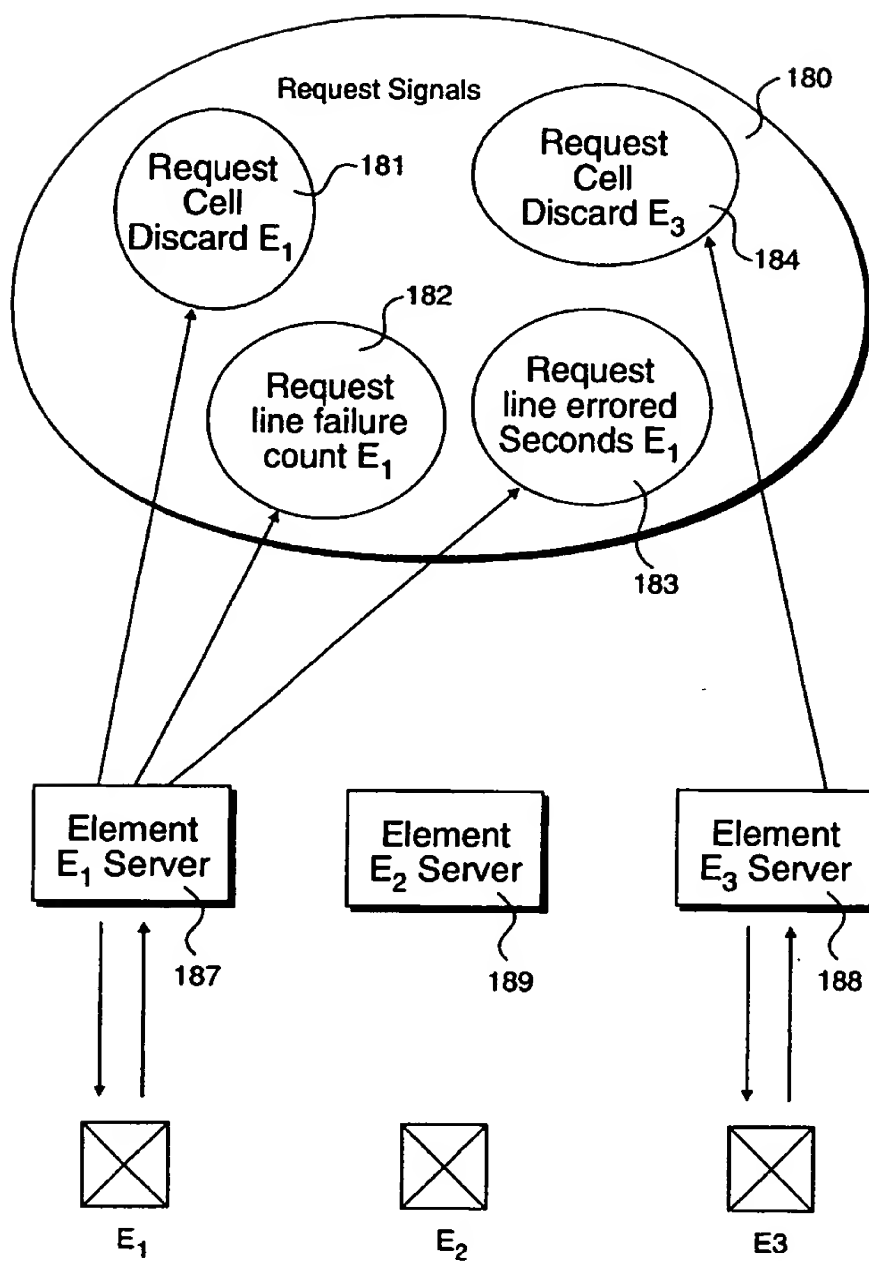 Request Signals
180
Request
Cell
Discard E₁
181
Request
Cell
Discard E₃
184
182
Request
line failure
count E₁
Request
line errored
Seconds E₁
183
Element
E₁ Server
187
Element
E₂ Server
189
Element
E₃ Server
188
E₁
E₂
E3